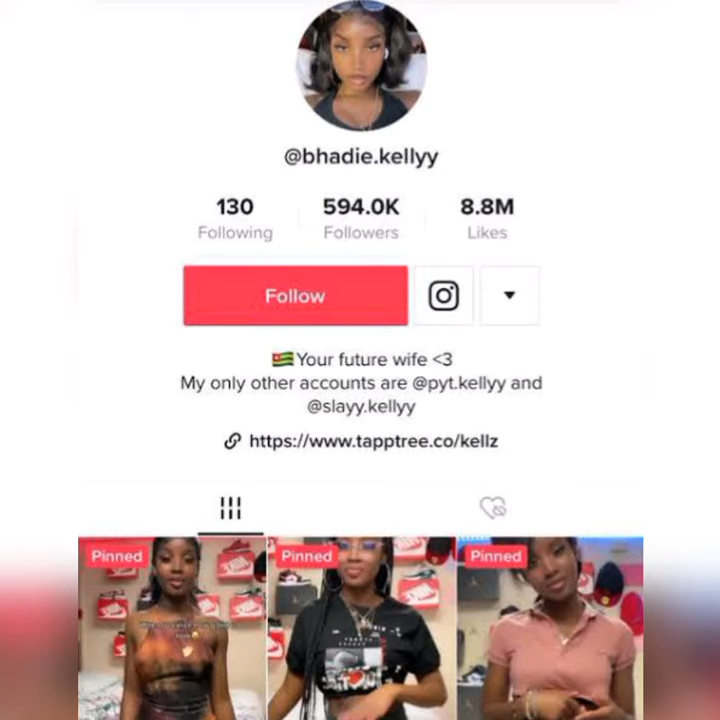 @bhadie.kellyy
130 594.0K 8.8M
Following Followers Likes
Follow
Your future wife <3
My only other accounts are @pyt.kellyy and
@slayy.kellyy
https://www.tapptree.co/kellz
Pinned Pinned Pinned